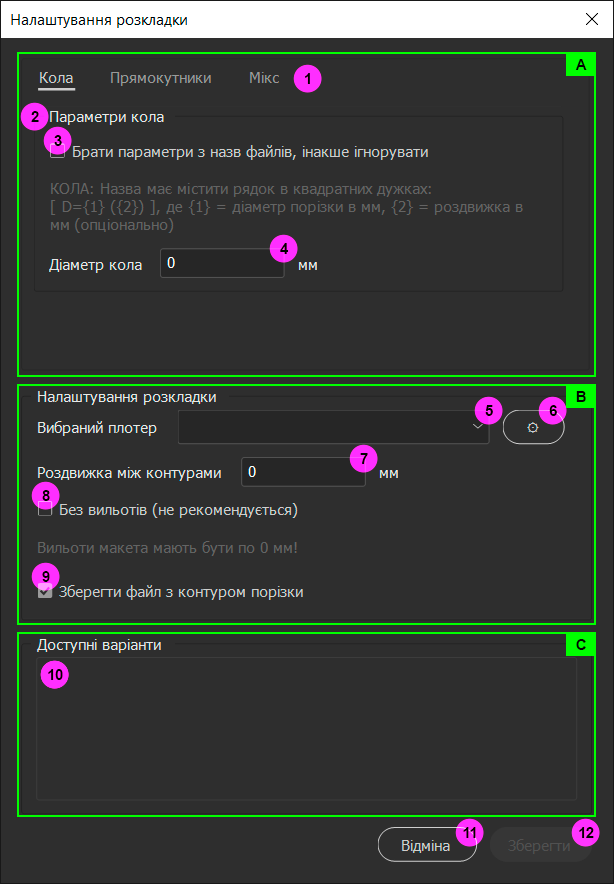 Налаштування розкладки
A
Кола Прямокутники Мікс 1
2 Параметри кола
3
Брати параметри з назв файлів, інакше ігнорувати
КОЛА: Назва має містити рядок в квадратних дужках:
[ D={1} ({2}) ], де {1} = діаметр порізки в мм, {2} = роздвижка в
мм (опціонально)
4
Діаметр кола 0 мм
B
Налаштування розкладки
5 6
Вибраний плотер
7
Роздвижка між контурами 0 мм
8
Без вильотів (не рекомендується)
Вильоти макета мають бути по 0 мм!
9
Зберегти файл з контуром порізки
C
Доступні варіанти
10
11 12
Відміна Зберегти